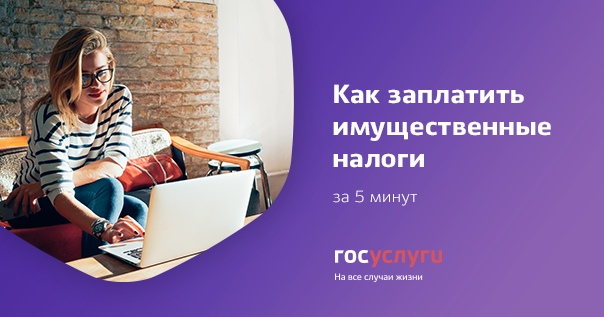 Как заплатить
имущественные
налоги
за 5 минут
госуслуги
На все случаи жизни